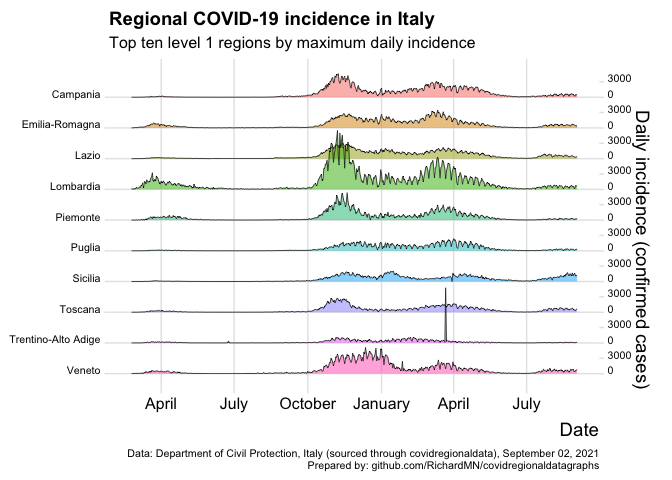 Regional COVID-19 incidence in Italy
Top ten level 1 regions by maximum daily incidence
Campania
3000
0
Emilia-Romagna
3000
0
Lazio
3000
0
Lombardia
3000
0
Piemonte
3000
0
Puglia
3000
0
Sicilia
3000
0
Toscana
3000
0
Trentino-Alto Adige
3000
0
Veneto
3000
0
Daily incidence (confirmed cases)
April
July
October
January
April
July
Date
Data: Department of Civil Protection, Italy (sourced through covidregionaldata), September 02, 2021
Prepared by: github.com/RichardMN/covidregionaldatagraphs